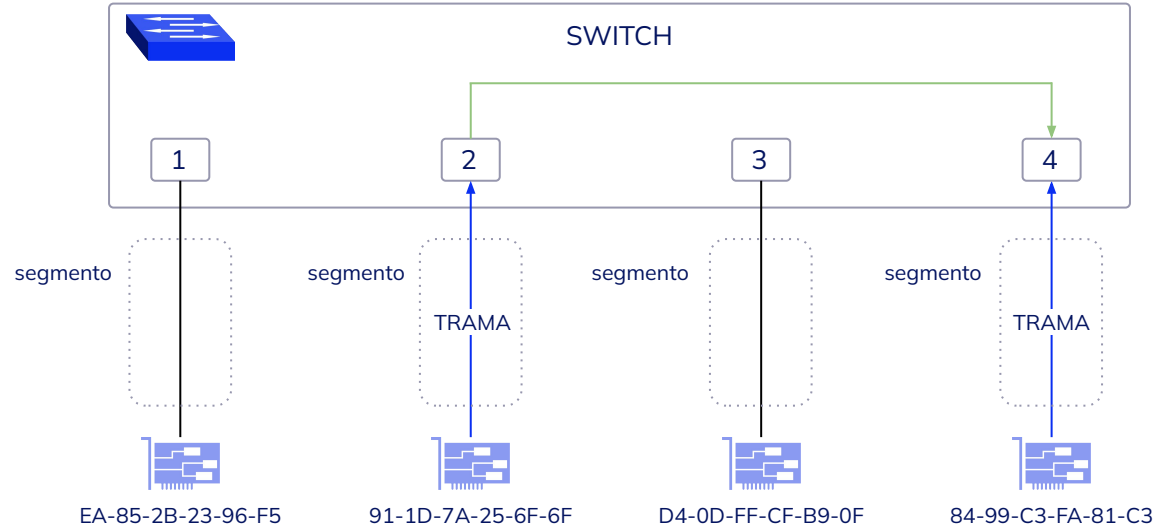 SWITCH
1
2
3
4
segmento
segmento
segmento
segmento
TRAMA
TRAMA
EA-85-2B-23-96-F5
91-1D-7A-25-6F-6F
D4-0D-FF-CF-B9-0F
84-99-C3-FA-81-C3